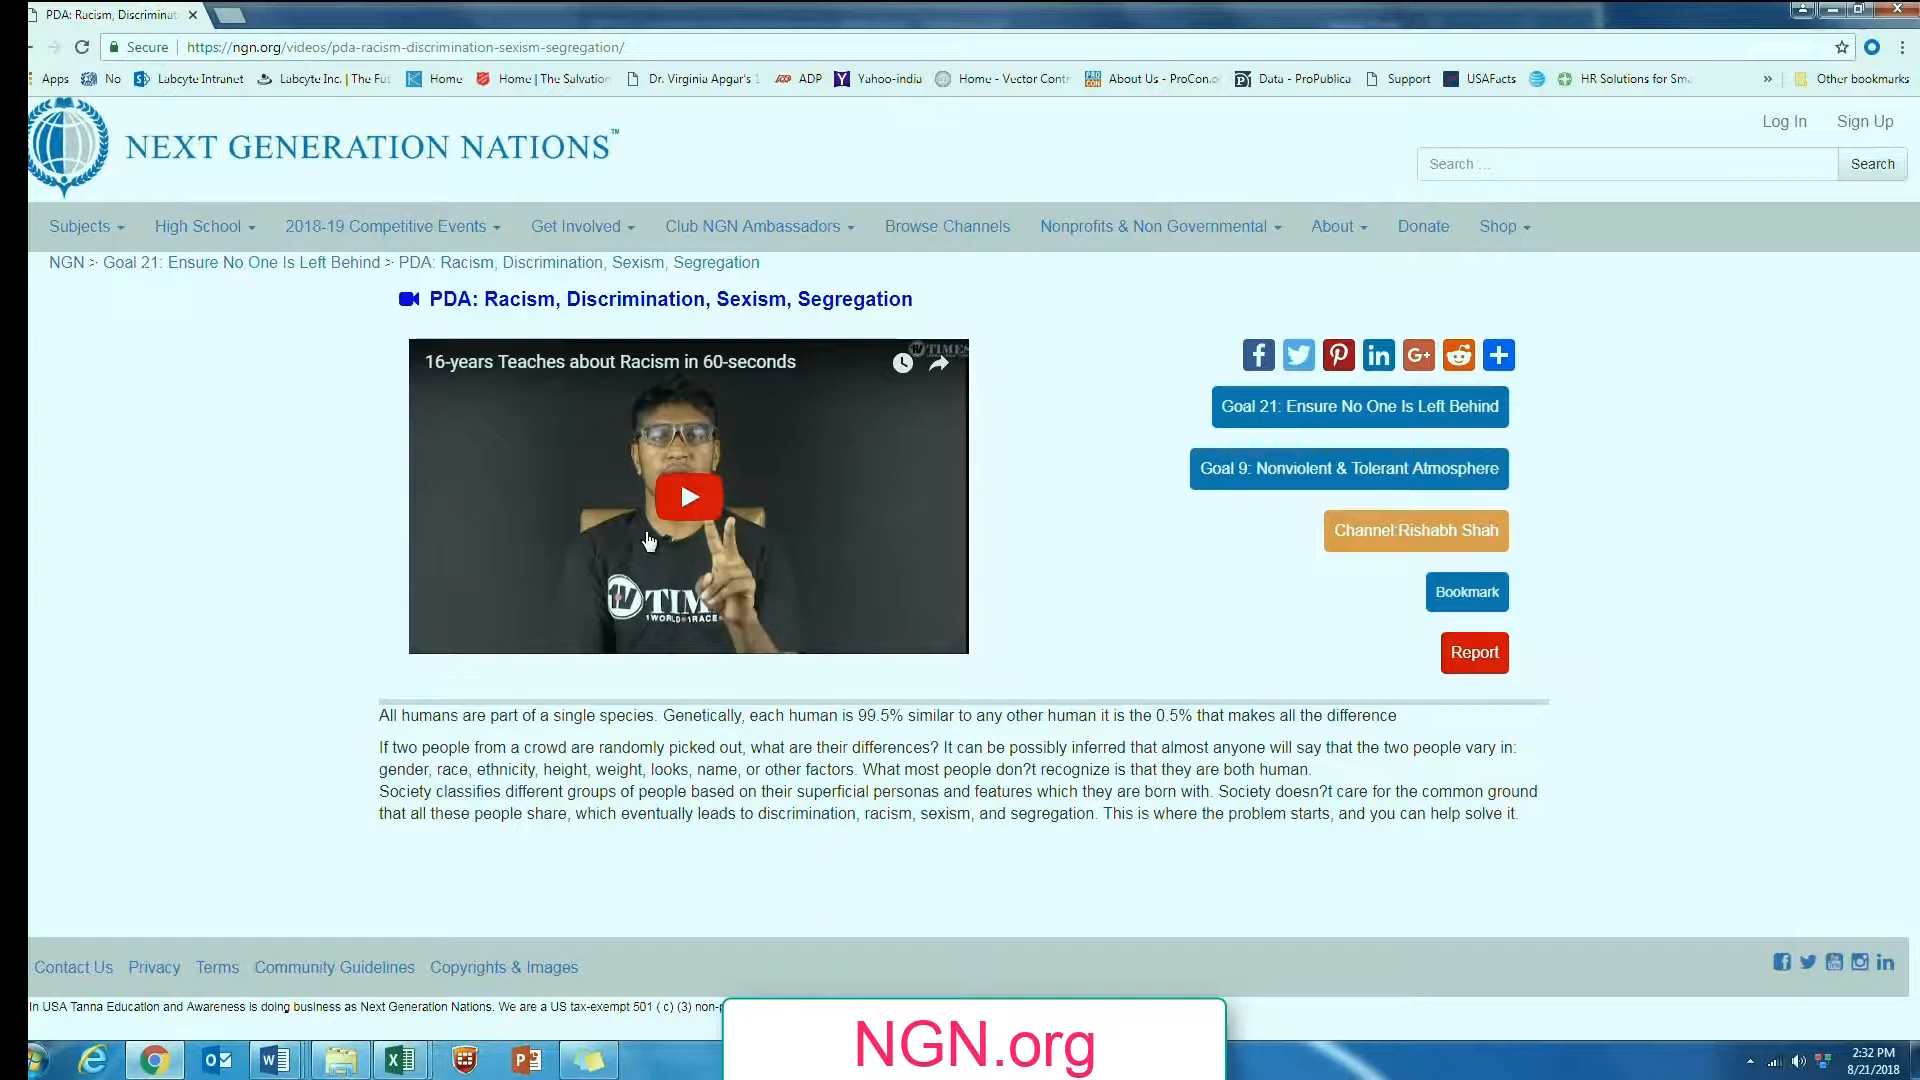 PDA: Racism, Discrimina
Secure https://ngn.org/videos/pda-racism-discrimination-sexism-segregation/
Apps No Labcyte Intranet Labcyte Inc. | The Fut Home Home | The Salvation Dr. Virginia Apgar's 1 ADP Yahoo-india Home - Vector Contr About Us - ProCon.o Data - ProPublica Support USAFacts HR Solutions for Sma » Other bookmarks
NEXT GENERATION NATIONS™
Log In Sign Up
Search ... Search
Subjects High School 2018-19 Competitive Events Get Involved Club NGN Ambassadors Browse Channels Nonprofits & Non Governmental About Donate Shop
NGN > Goal 21: Ensure No One Is Left Behind > PDA: Racism, Discrimination, Sexism, Segregation
PDA: Racism, Discrimination, Sexism, Segregation
16-years Teaches about Racism in 60-seconds
1W TIMES
1W TIM
1WORLD 1RACE
Goal 21: Ensure No One Is Left Behind
Goal 9: Nonviolent & Tolerant Atmosphere
Channel:Rishabh Shah
Bookmark
Report
All humans are part of a single species. Genetically, each human is 99.5% similar to any other human it is the 0.5% that makes all the difference
If two people from a crowd are randomly picked out, what are their differences? It can be possibly inferred that almost anyone will say that the two people vary in:
gender, race, ethnicity, height, weight, looks, name, or other factors. What most people don?t recognize is that they are both human.
Society classifies different groups of people based on their superficial personas and features which they are born with. Society doesn?t care for the common ground
that all these people share, which eventually leads to discrimination, racism, sexism, and segregation. This is where the problem starts, and you can help solve it.
Contact Us Privacy Terms Community Guidelines Copyrights & Images
In USA Tanna Education and Awareness is doing business as Next Generation Nations. We are a US tax-exempt 501 ( c) (3) non-p
NGN.org
2:32 PM
8/21/2018